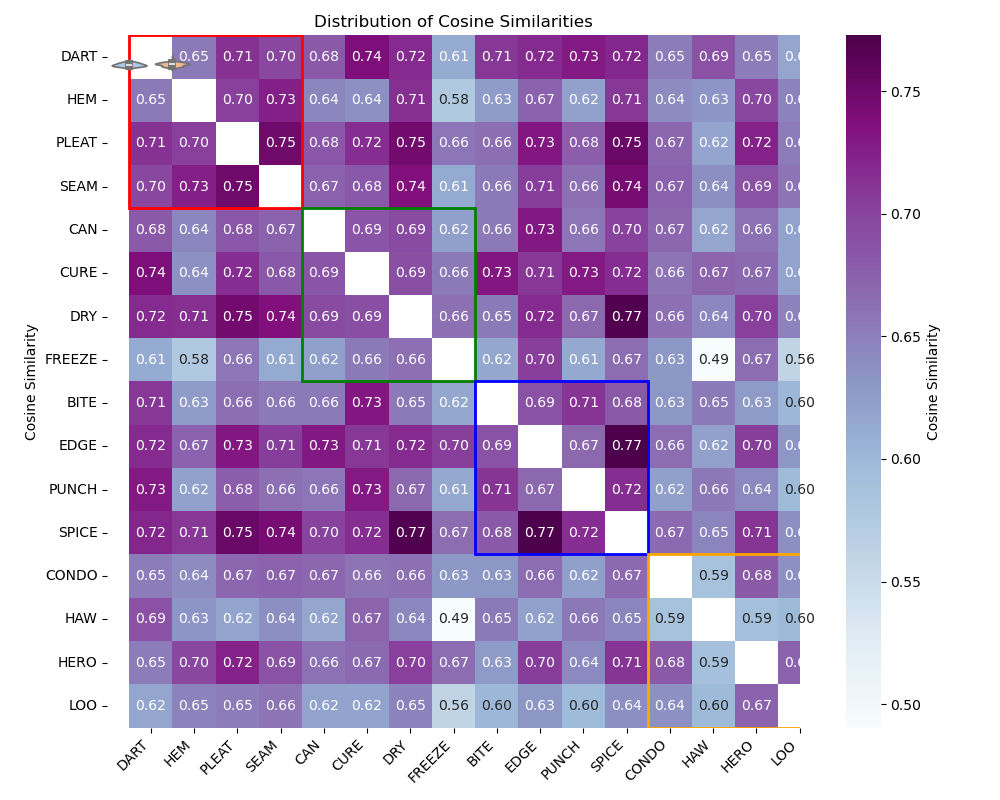 Distribution of Cosine Similarities
DART 0.65 0.71 0.70 0.68 0.74 0.72 0.61 0.71 0.72 0.73 0.72 0.65 0.69 0.65
HEM 0.65 0.70 0.73 0.64 0.64 0.71 0.58 0.63 0.67 0.62 0.71 0.64 0.63 0.70
PLEAT 0.71 0.70 0.75 0.68 0.72 0.75 0.66 0.66 0.73 0.68 0.75 0.67 0.62 0.72
SEAM 0.70 0.73 0.75 0.67 0.68 0.74 0.61 0.66 0.71 0.66 0.74 0.67 0.64 0.69
CAN 0.68 0.64 0.68 0.67 0.69 0.69 0.62 0.66 0.73 0.66 0.70 0.67 0.62 0.66
CURE 0.74 0.64 0.72 0.68 0.69 0.69 0.66 0.73 0.71 0.73 0.72 0.66 0.67 0.67
DRY 0.72 0.71 0.75 0.74 0.69 0.69 0.66 0.65 0.72 0.67 0.77 0.66 0.64 0.70
FREEZE 0.61 0.58 0.66 0.61 0.62 0.66 0.66 0.62 0.70 0.61 0.67 0.63 0.49 0.67 0.56
BITE 0.71 0.63 0.66 0.66 0.66 0.73 0.65 0.62 0.69 0.71 0.68 0.63 0.65 0.63 0.60
EDGE 0.72 0.67 0.73 0.71 0.73 0.71 0.72 0.70 0.69 0.67 0.77 0.66 0.62 0.70
PUNCH 0.73 0.62 0.68 0.66 0.66 0.73 0.67 0.61 0.71 0.67 0.72 0.62 0.66 0.64 0.60
SPICE 0.72 0.71 0.75 0.74 0.70 0.72 0.77 0.67 0.68 0.77 0.72 0.67 0.65 0.71
CONDO 0.65 0.64 0.67 0.67 0.67 0.66 0.66 0.63 0.63 0.66 0.62 0.67 0.59 0.68
HAW 0.69 0.63 0.62 0.64 0.62 0.67 0.64 0.49 0.65 0.62 0.66 0.65 0.59 0.59 0.60
HERO 0.65 0.70 0.72 0.69 0.66 0.67 0.70 0.67 0.63 0.70 0.64 0.71 0.68 0.59
LOO 0.62 0.65 0.65 0.66 0.62 0.62 0.65 0.56 0.60 0.63 0.60 0.64 0.64 0.60 0.67
DART HEM PLEAT SEAM CAN CURE DRY FREEZE BITE EDGE PUNCH SPICE CONDO HAW HERO LOO
Cosine Similarity
0.75
0.70
0.65
0.60
0.55
0.50
Cosine Similarity